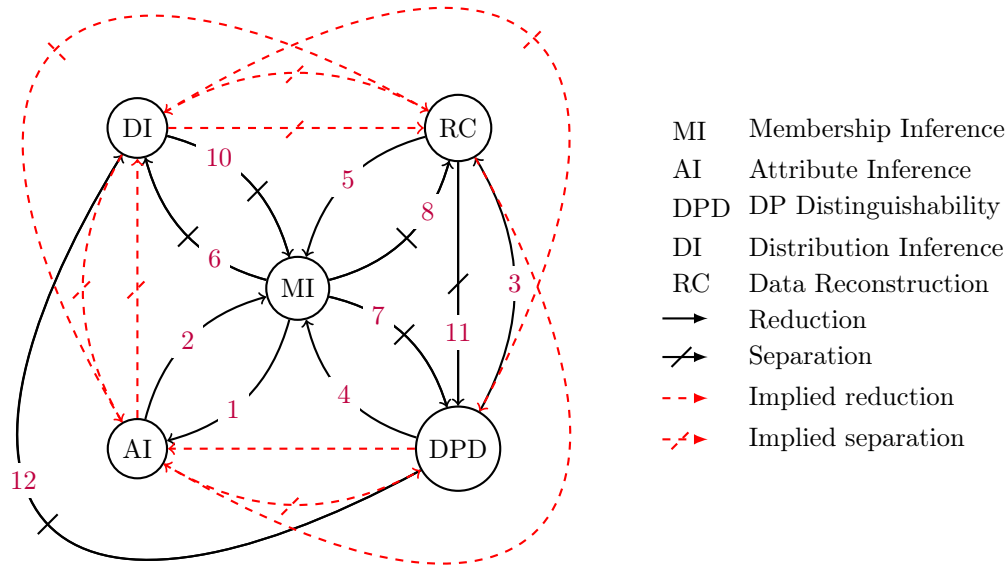 DI
RC
10
5
8
6
MI
3
7
11
2
4
1
AI
DPD
12
MI Membership Inference
AI Attribute Inference
DPD DP Distinguishability
DI Distribution Inference
RC Data Reconstruction
Reduction
Separation
Implied reduction
Implied separation